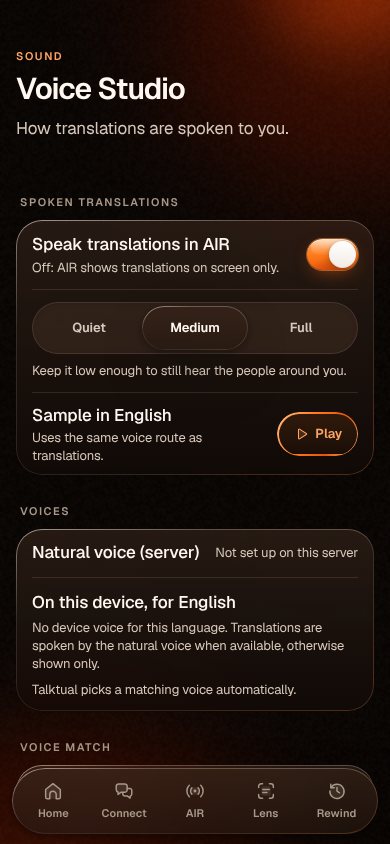 SOUND
Voice Studio
How translations are spoken to you.
SPOKEN TRANSLATIONS
Speak translations in AIR
Off: AIR shows translations on screen only.
Quiet Medium Full
Keep it low enough to still hear the people around you.
Sample in English
Uses the same voice route as
translations.
Play
VOICES
Natural voice (server) Not set up on this server
On this device, for English
No device voice for this language. Translations are
spoken by the natural voice when available, otherwise
shown only.
Talktual picks a matching voice automatically.
VOICE MATCH
Home Connect AIR Lens Rewind